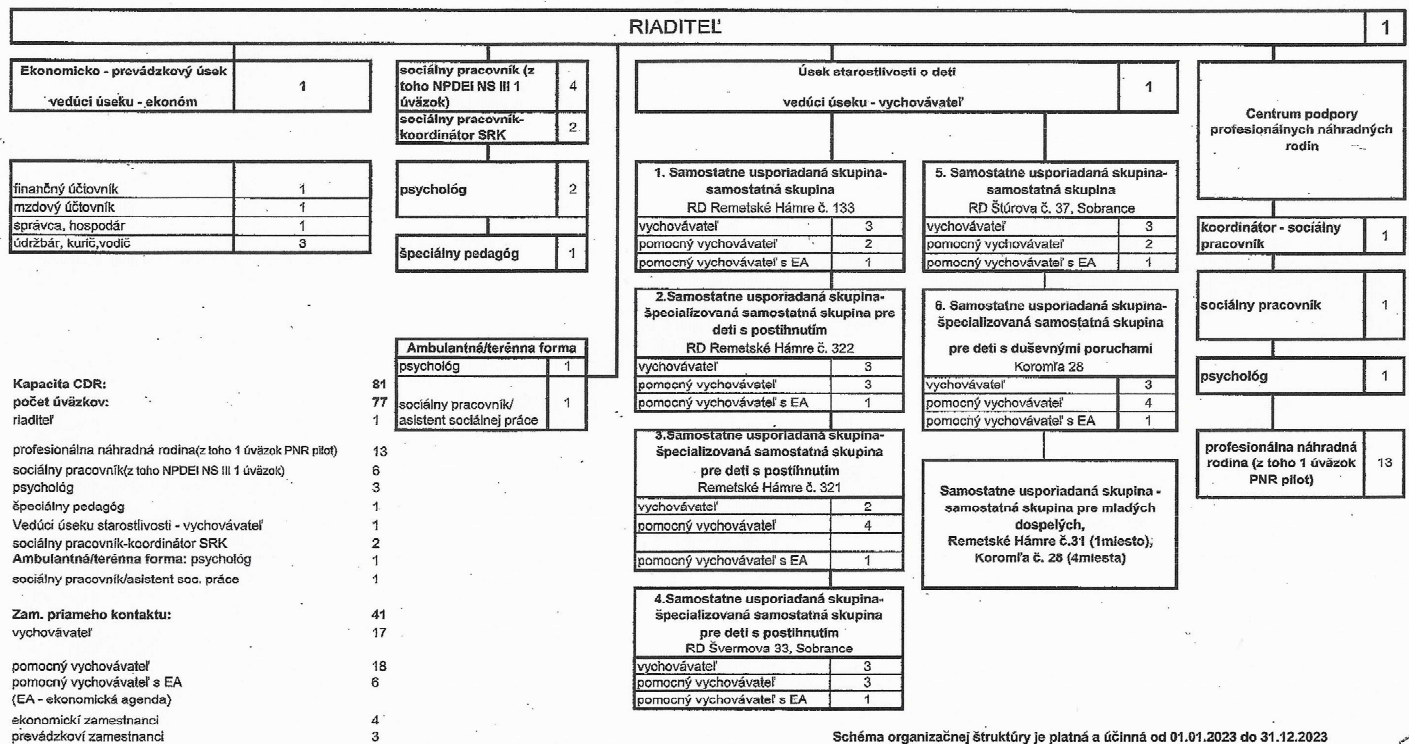 RIADITEĽ 1
Ekonomicko - prevádzkový úsek
vedúci úseku - ekonóm
1
finančný účtovník 1
mzdový účtovník 1
správca, hospodár 1
údržbár, kurič,vodič 3
sociálny pracovník (z
toho NPDEI NS III 1
úväzok)
4
sociálny pracovník-
koordinátor SRK
2
psychológ 2
špeciálny pedagóg 1
Ambulantná/terénna forma
psychológ 1
sociálny pracovník/
asistent sociálnej práce
1
Úsek starostlivosti o deti
vedúci úseku - vychovávateľ
1
1. Samostatne usporiadaná skupina-
samostatná skupina
RD Remetské Hámre č. 133
vychovávateľ 3
pomocný vychovávateľ 2
pomocný vychovávateľ s EA 1
2.Samostatne usporiadaná skupina-
špecializovaná samostatná skupina pre
deti s postihnutím
RD Remetské Hámre č. 322
vychovávateľ 3
pomocný vychovávateľ 3
pomocný vychovávateľ s EA 1
3.Samostatne usporiadaná skupina-
špecializovaná samostatná skupina
pre deti s postihnutím
Remetské Hámre č. 321
vychovávateľ 2
pomocný vychovávateľ 4
pomocný vychovávateľ s EA 1
4.Samostatne usporiadaná skupina-
špecializovaná samostatná skupina
pre deti s postihnutím
RD Švermova 33, Sobrance
vychovávateľ 3
pomocný vychovávateľ 3
pomocný vychovávateľ s EA 1
5. Samostatne usporiadaná skupina-
samostatná skupina
RD Štúrova č. 37, Sobrance
vychovávateľ 3
pomocný vychovávateľ 2
pomocný vychovávateľ s EA 1
6. Samostatne usporiadaná skupina-
špecializovaná samostatná skupina
pre deti s duševnými poruchami
Koromľa 28
vychovávateľ 3
pomocný vychovávateľ 4
pomocný vychovávateľ s EA 1
Samostatne usporiadaná skupina -
samostatná skupina pre mladých
dospelých,
Remetské Hámre č.31 (1miesto),
Koromľa č. 28 (4miesta)
Centrum podpory
profesionálnych náhradných
rodín
koordinátor - sociálny
pracovník
1
sociálny pracovník 1
psychológ 1
profesionálna náhradná
rodina (z toho 1 úväzok
PNR pilot)
13
Kapacita CDR: 81
počet úväzkov: 77
riaditeľ 1
profesionálna náhradná rodina(z toho 1 úväzok PNR pilot) 13
sociálny pracovník(z toho NPDEI NS III 1 úväzok) 6
psychológ 3
špeciálny pedagóg 1
Vedúci úseku starostlivosti - vychovávateľ 1
sociálny pracovník-koordinátor SRK 2
Ambulantná/terénna forma: psychológ 1
sociálny pracovník/asistent soc. práce 1
Zam. priameho kontaktu: 41
vychovávateľ 17
pomocný vychovávateľ 18
pomocný vychovávateľ s EA 6
(EA - ekonomická agenda)
ekonomickí zamestnanci 4
prevádzkoví zamestnanci 3
Schéma organizačnej štruktúry je platná a účinná od 01.01.2023 do 31.12.2023